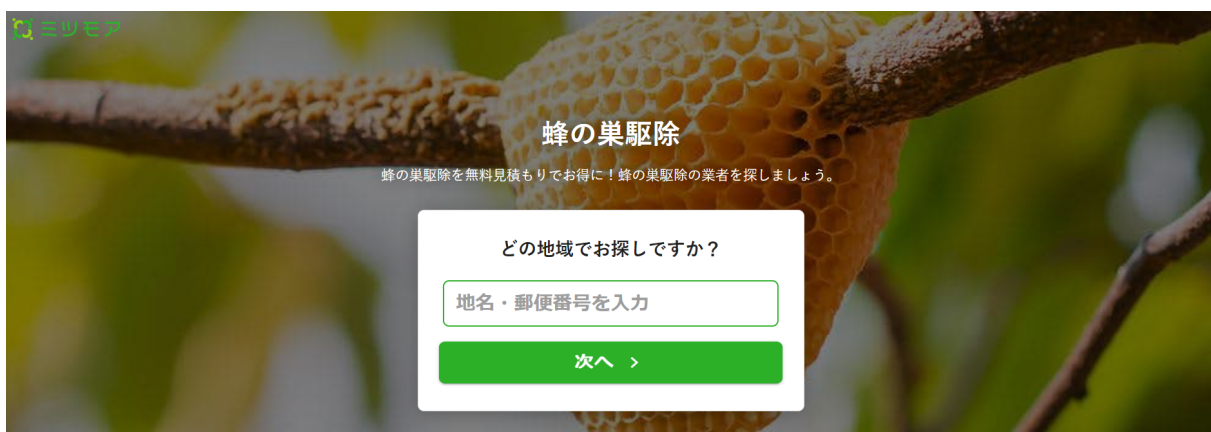 ミツモア
蜂の巣駆除
蜂の巣駆除を無料見積もりでお得に！蜂の巣駆除の業者を探しましょう。
どの地域でお探しですか？
地名・郵便番号を入力
次へ >